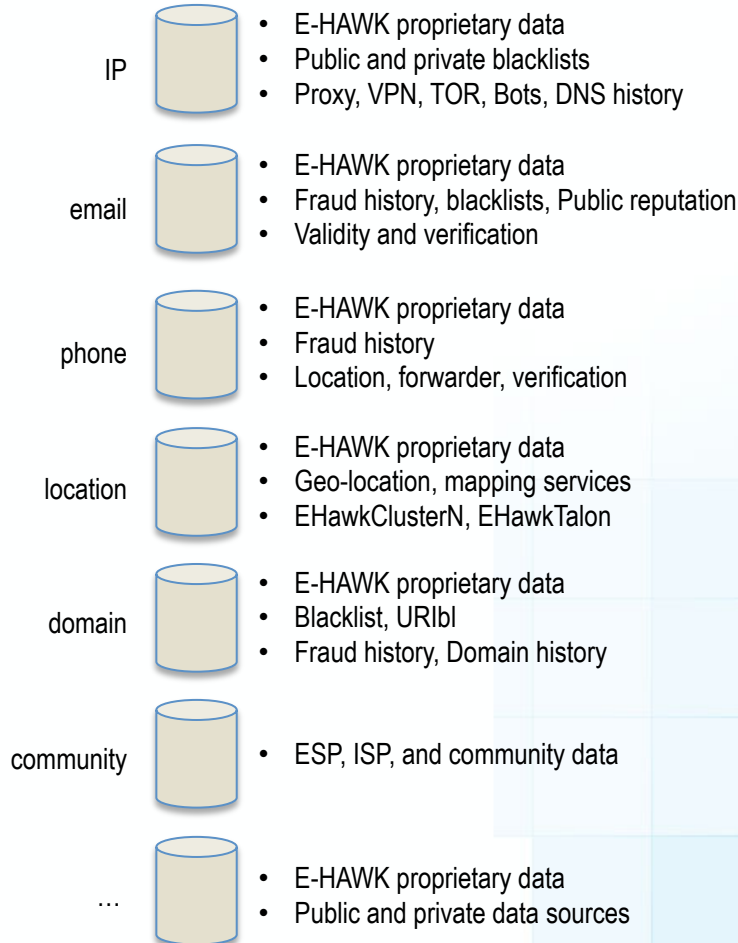 IP
• E-HAWK proprietary data
• Public and private blacklists
• Proxy, VPN, TOR, Bots, DNS history
email
• E-HAWK proprietary data
• Fraud history, blacklists, Public reputation
• Validity and verification
phone
• E-HAWK proprietary data
• Fraud history
• Location, forwarder, verification
location
• E-HAWK proprietary data
• Geo-location, mapping services
• EHawkClusterN, EHawkTalon
domain
• E-HAWK proprietary data
• Blacklist, URIbl
• Fraud history, Domain history
community
• ESP, ISP, and community data
…
• E-HAWK proprietary data
• Public and private data sources